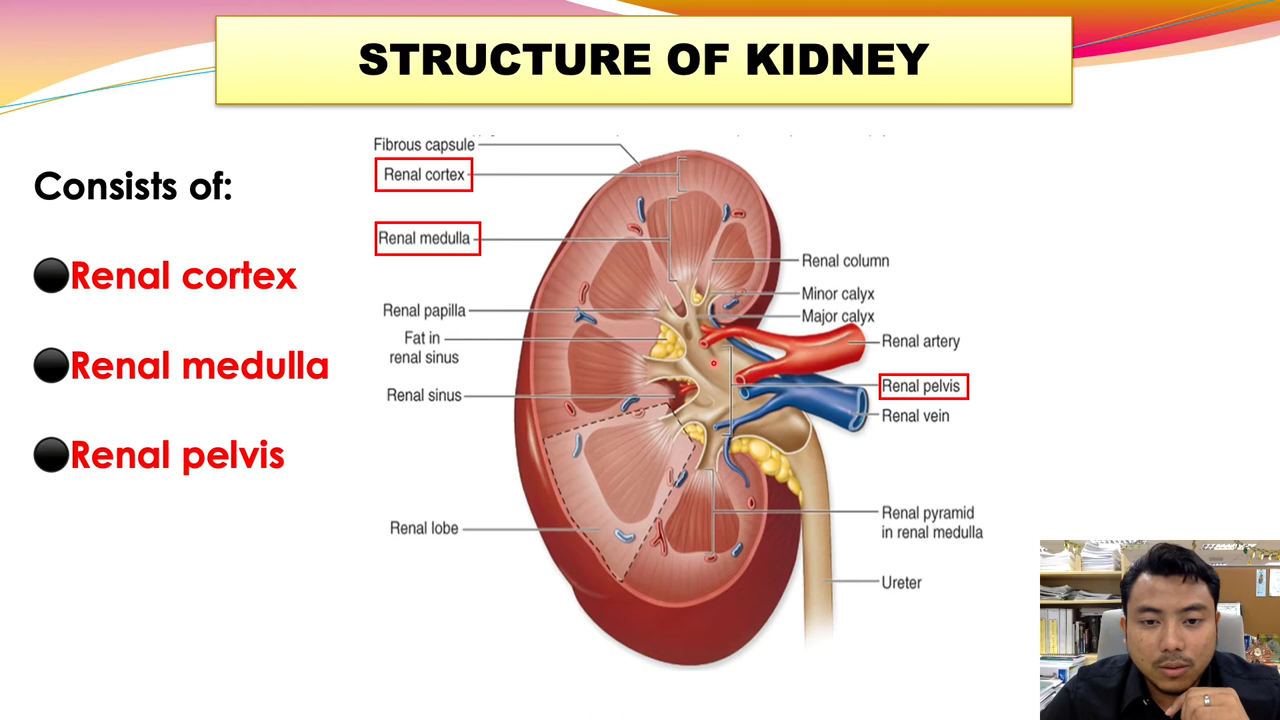 STRUCTURE OF KIDNEY
Consists of:
Renal cortex
Renal medulla
Renal pelvis
Fibrous capsule
Renal cortex
Renal medulla
Renal papilla
Fat in
renal sinus
Renal sinus
Renal lobe
Renal column
Minor calyx
Major calyx
Renal artery
Renal pelvis
Renal vein
Renal pyramid
in renal medulla
Ureter